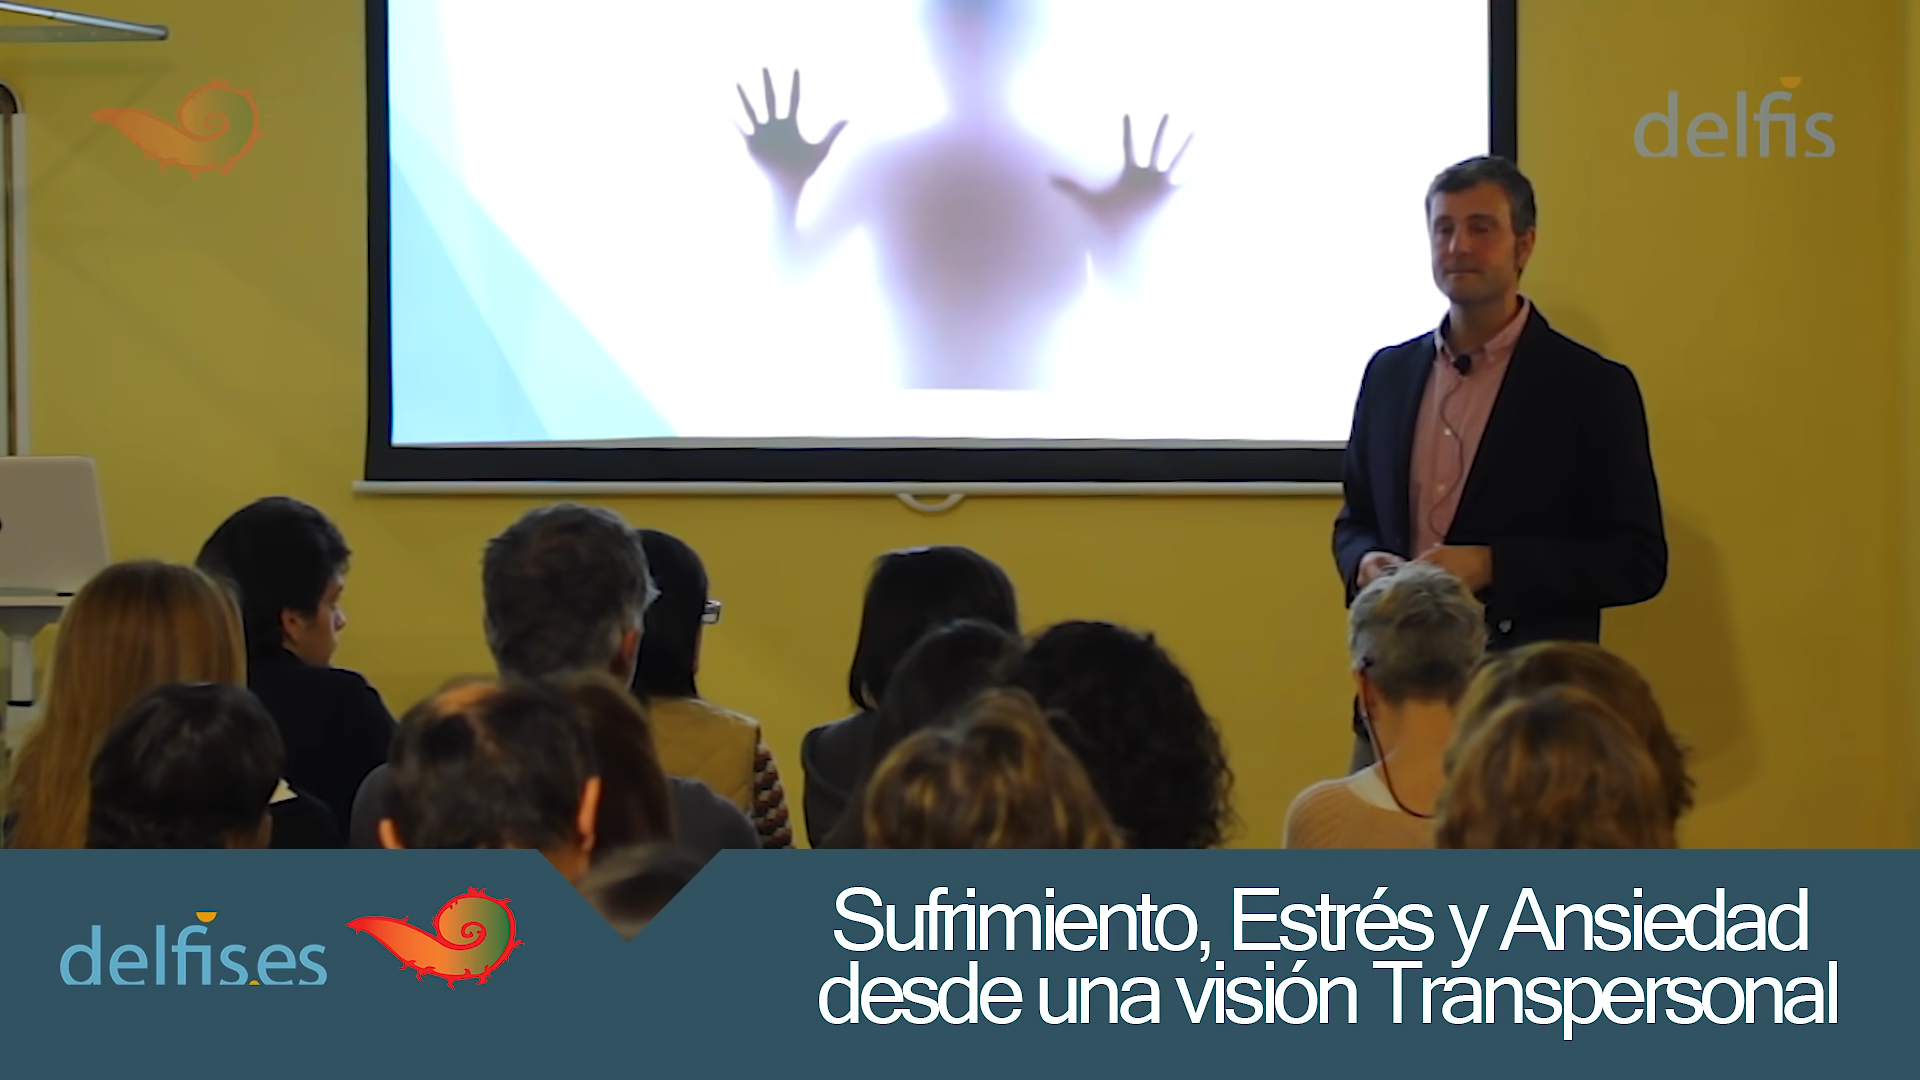 delfis
delfis.es
Sufrimiento, Estrés y Ansiedad
desde una visión Transpersonal